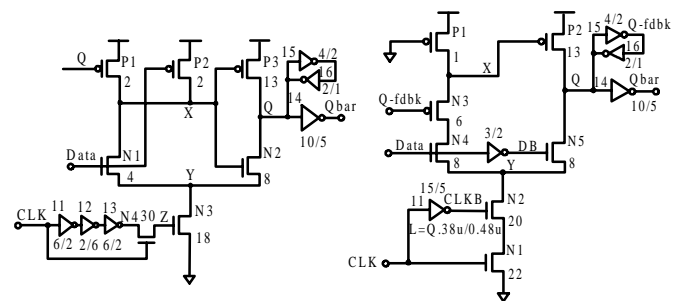 Q
P1
2
P2
2
P3
13
15
4/2
16
2/1
Q
14
Qbar
10/5
X
Data
N1
4
N2
8
Y
CLK
11
12
13
N4
30
Z
6/2
2/6
6/2
N3
18
P1
1
P2
13
15
4/2
Q-fdbk
16
2/1
X
Q
14
Qbar
10/5
Q-fdbk
N3
6
Data
N4
8
3/2
DB
N5
8
Y
15/5
11
CLKB
N2
20
L=Q.38u/0.48u
CLK
N1
22